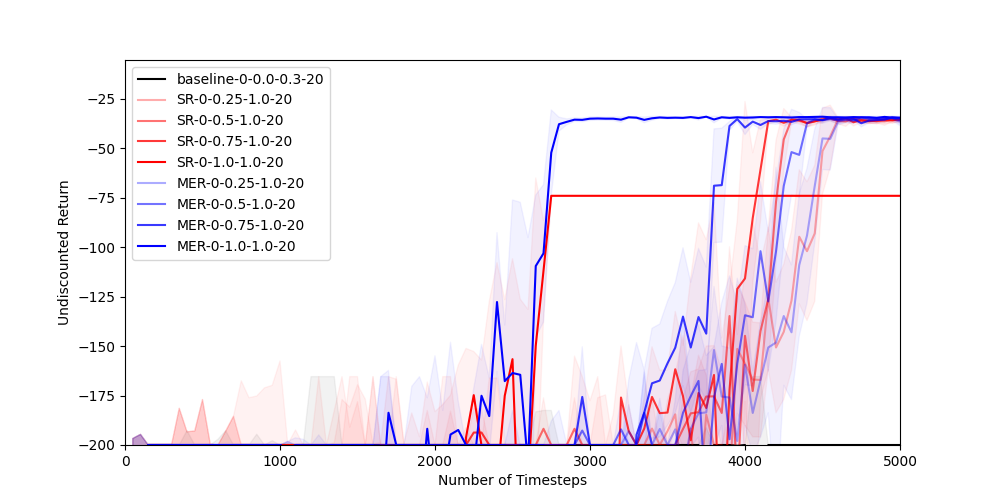 −25
−50
−75
−100
−125
−150
−175
−200
Undiscounted Return
baseline-0-0.0-0.3-20
SR-0-0.25-1.0-20
SR-0-0.5-1.0-20
SR-0-0.75-1.0-20
SR-0-1.0-1.0-20
MER-0-0.25-1.0-20
MER-0-0.5-1.0-20
MER-0-0.75-1.0-20
MER-0-1.0-1.0-20
0 1000 2000 3000 4000 5000
Number of Timesteps